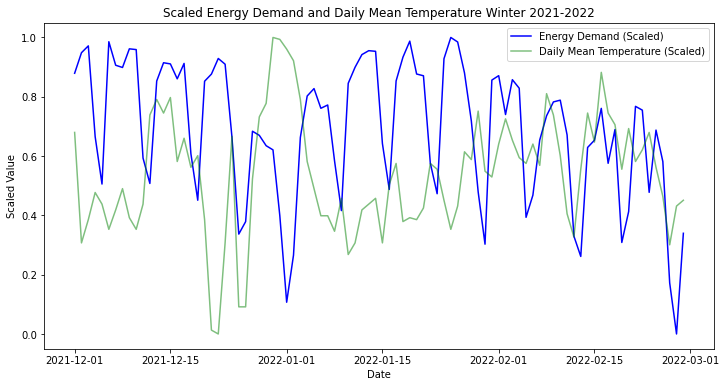 Scaled Energy Demand and Daily Mean Temperature Winter 2021-2022
Energy Demand (Scaled)
Daily Mean Temperature (Scaled)
Scaled Value
1.0
0.8
0.6
0.4
0.2
0.0
2021-12-01
2021-12-15
2022-01-01
2022-01-15
2022-02-01
2022-02-15
2022-03-01
Date